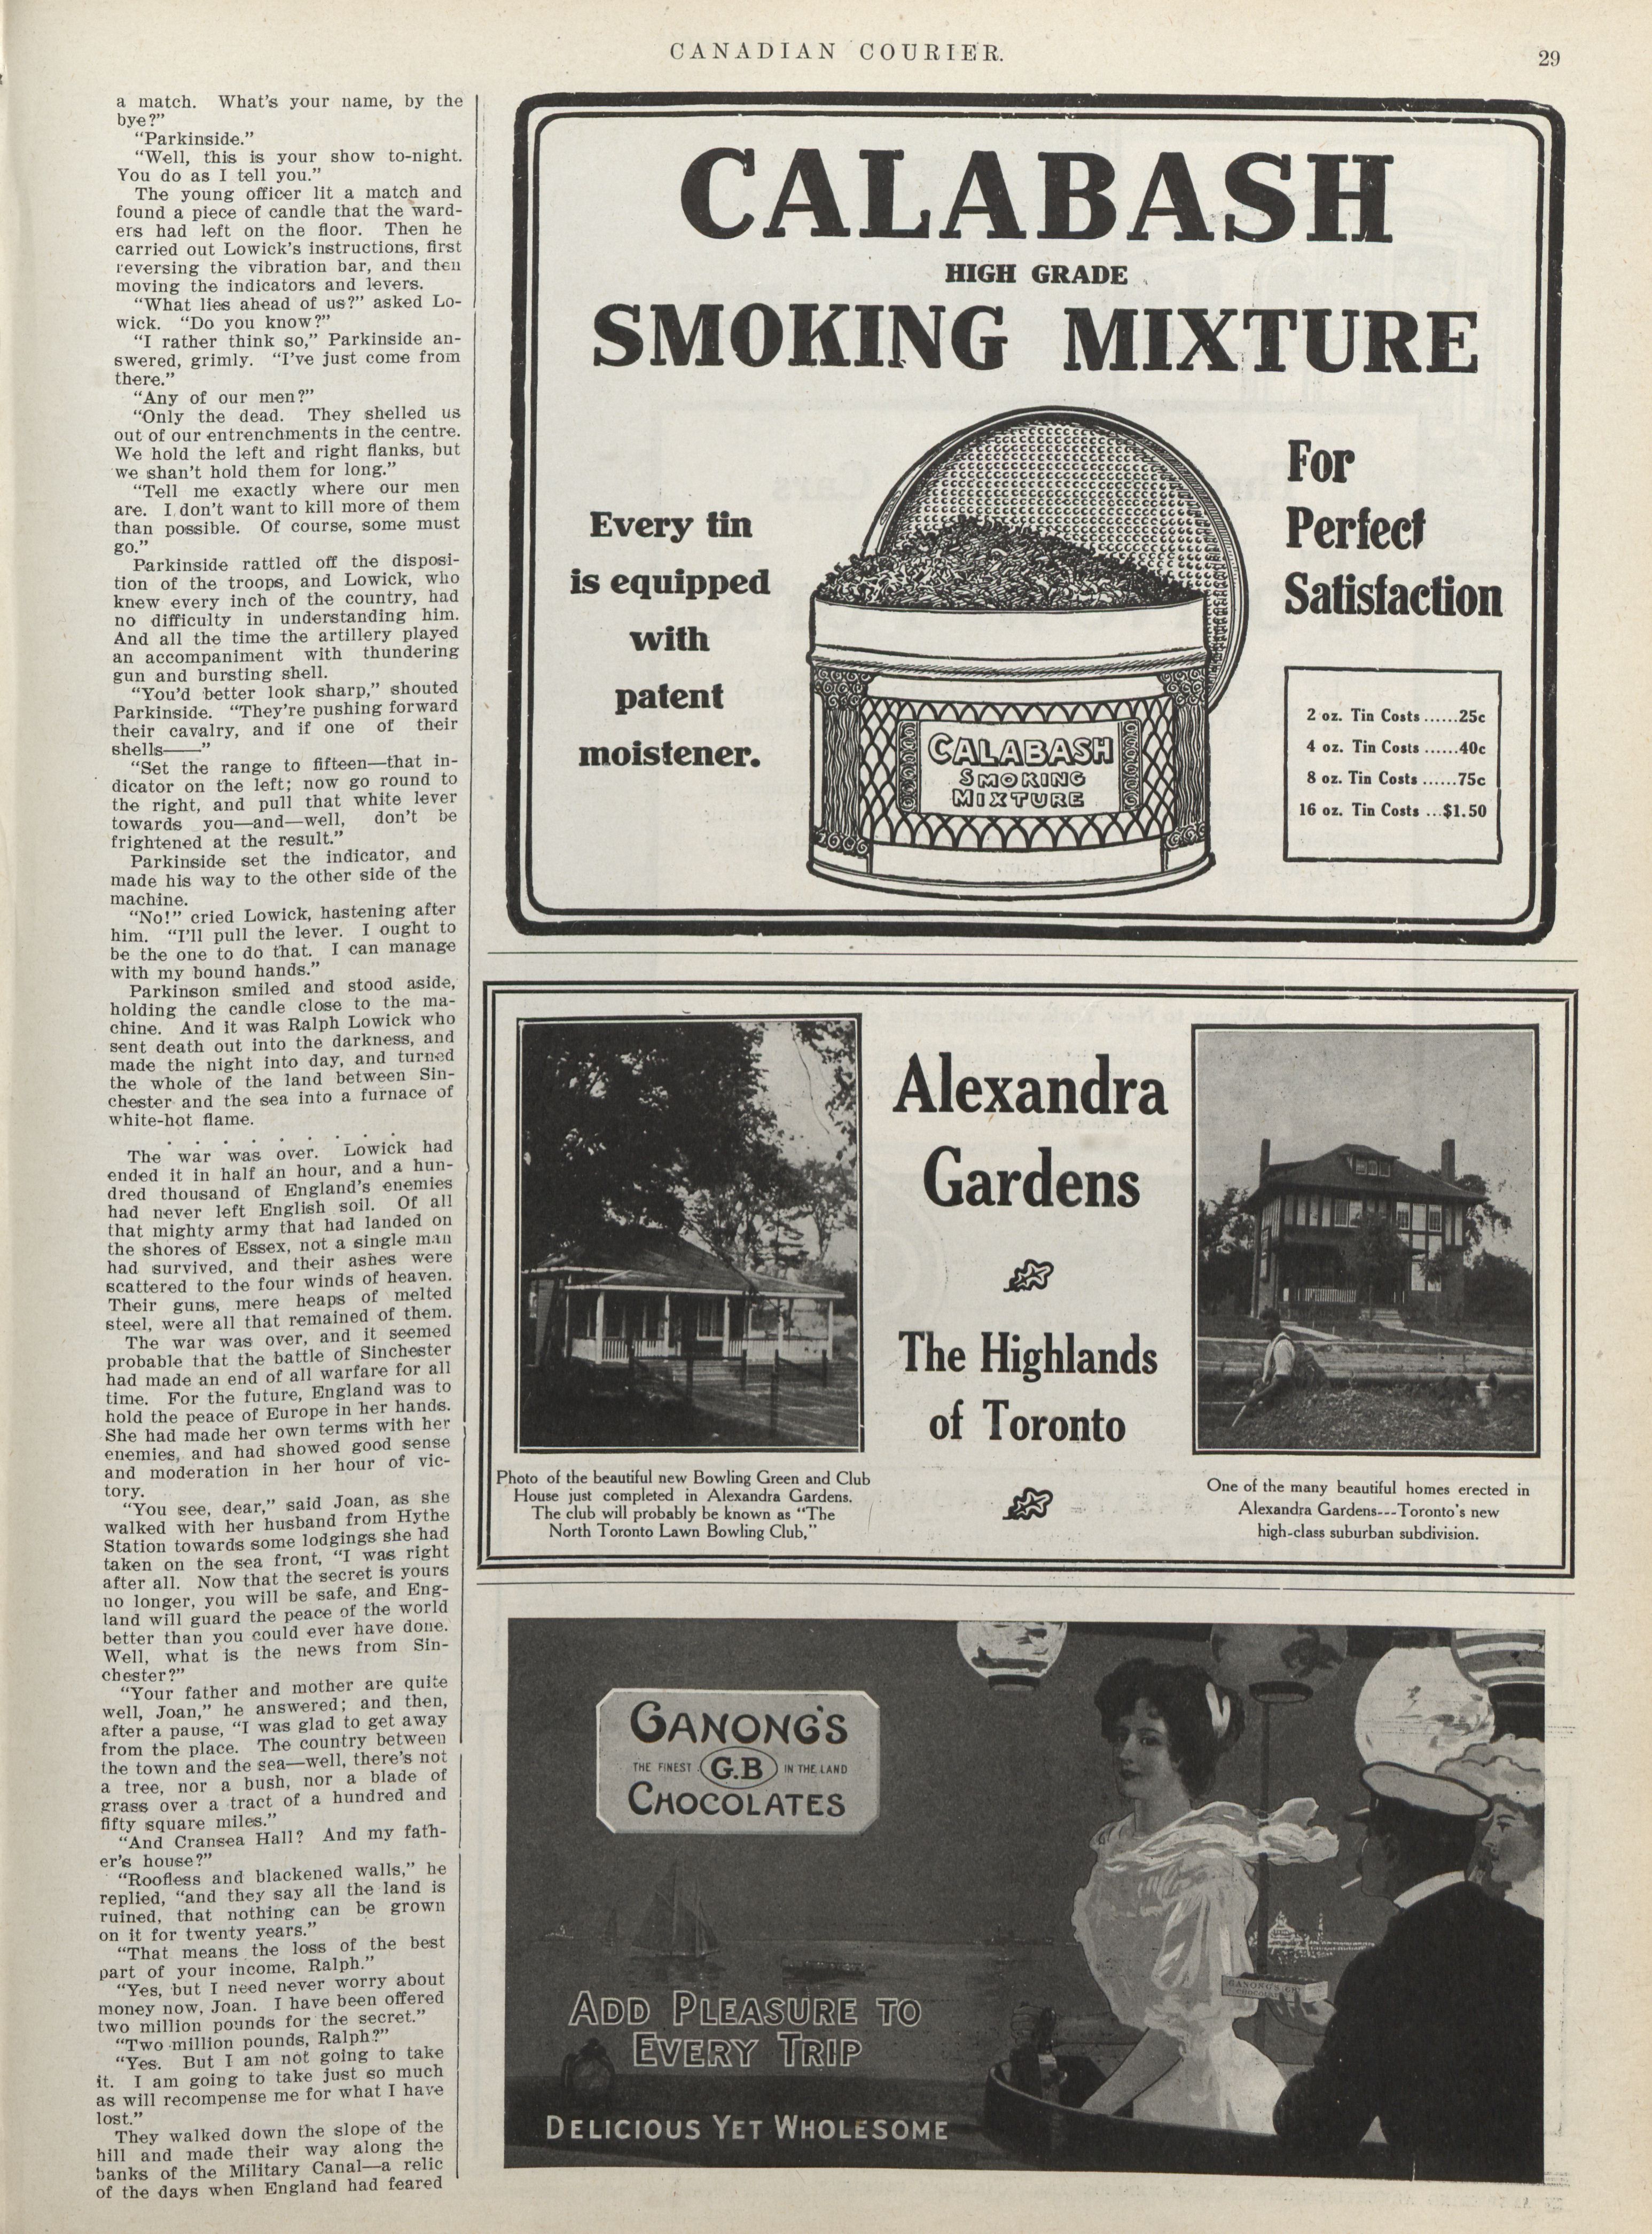 CANADIAN COURIER.
29
a match. What's your name, by the
bye?"
"Parkinside."
"Well, this is your show to-night.
You do as I tell you."
The young officer lit a match and
found a piece of candle that the ward-
ers had left on the floor. Then he
carried out Lowick's instructions, first
reversing the vibration bar, and then
moving the indicators and levers.
"What lies ahead of us?" asked Lo-
wick. "Do you know?"
"I rather think so," Parkinside an-
swered, grimly. "I've just come from
there."
"Any of our men?"
"Only the dead. They shelled us
out of our entrenchments in the centre.
We hold the left and right flanks, but
we shan't hold them for long."
"Tell me exactly where our men
are. I don't want to kill more of them
than possible. Of course, some must
go."
Parkinside rattled off the disposi-
tion of the troops, and Lowick, who
knew every inch of the country, had
no difficulty in understanding him.
And all the time the artillery played
an accompaniment with thundering
gun and bursting shell.
"You'd better look sharp," shouted
Parkinside. "They're pushing forward
their cavalry, and if one of their
shells——"
"Set the range to fifteen—that in-
dicator on the left; now go round to
the right, and pull that white lever
towards you—and—well, don't be
frightened at the result."
Parkinside set the indicator, and
made his way to the other side of the
machine.
"No!" cried Lowick, hastening after
him. "I'll pull the lever. I ought to
be the one to do that. I can manage
with my bound hands."
Parkinson smiled and stood aside,
holding the candle close to the ma-
chine. And it was Ralph Lowick who
sent death out into the darkness, and
made the night into day, and turned
the whole of the land between Sin-
chester and the sea into a furnace of
white-hot flame.
. . . . . . . . .
The war was over. Lowick had
ended it in half an hour, and a hun-
dred thousand of England's enemies
had never left English soil. Of all
that mighty army that had landed on
the shores of Essex, not a single man
had survived, and their ashes were
scattered to the four winds of heaven.
Their guns, mere heaps of melted
steel, were all that remained of them.
The war was over, and it seemed
probable that the battle of Sinchester
had made an end of all warfare for all
time. For the future, England was to
hold the peace of Europe in her hands.
She had made her own terms with her
enemies, and had showed good sense
and moderation in her hour of vic-
tory.
"You see, dear," said Joan, as she
walked with her husband from Hythe
Station towards some lodgings she had
taken on the sea front, "I was right
after all. Now that the secret is yours
no longer, you will be safe, and Eng-
land will guard the peace of the world
better than you could ever have done.
Well, what is the news from Sin-
chester?"
"Your father and mother are quite
well, Joan," he answered; and then,
after a pause, "I was glad to get away
from the place. The country between
the town and the sea—well, there's not
a tree, nor a bush, nor a blade of
grass over a tract of a hundred and
fifty square miles."
"And Cransea Hall? And my fath-
er's house?"
"Roofless and blackened walls," he
replied, "and they say all the land is
ruined, that nothing can be grown
on it for twenty years."
"That means the loss of the best
part of your income, Ralph."
"Yes, but I need never worry about
money now, Joan. I have been offered
two million pounds for the secret."
"Two million pounds, Ralph?"
"Yes. But I am not going to take
it. I am going to take just so much
as will recompense me for what I have
lost."
They walked down the slope of the
hill and made their way along the
banks of the Military Canal—a relic
of the days when England had feared
CALABASH
HIGH GRADE
SMOKING MIXTURE
Every tin
is equipped
with
patent
moistener.
CALABASH
SMOKING
MIXTURE
For
Perfect
Satisfaction
2 oz. Tin Costs ......25c
4 oz. Tin Costs ......40c
8 oz. Tin Costs ......75c
16 oz. Tin Costs ...$1.50
Alexandra
Gardens
The Highlands
of Toronto
Photo of the beautiful new Bowling Green and Club
House just completed in Alexandra Gardens.
The club will probably be known as "The
North Toronto Lawn Bowling Club,"
One of the many beautiful homes erected in
Alexandra Gardens---Toronto's new
high-class suburban subdivision.
GANONG'S
THE FINEST G.B IN THE LAND
CHOCOLATES
GANONG'S G.B.
CHOCOLATES
ADD PLEASURE TO
EVERY TRIP
DELICIOUS YET WHOLESOME